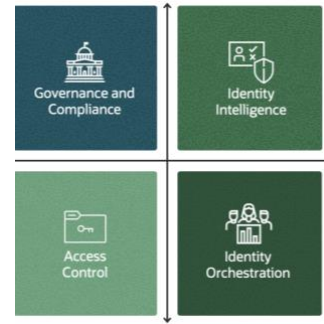 Governance and
Compliance
Identity
Intelligence
Access
Control
Identity
Orchestration